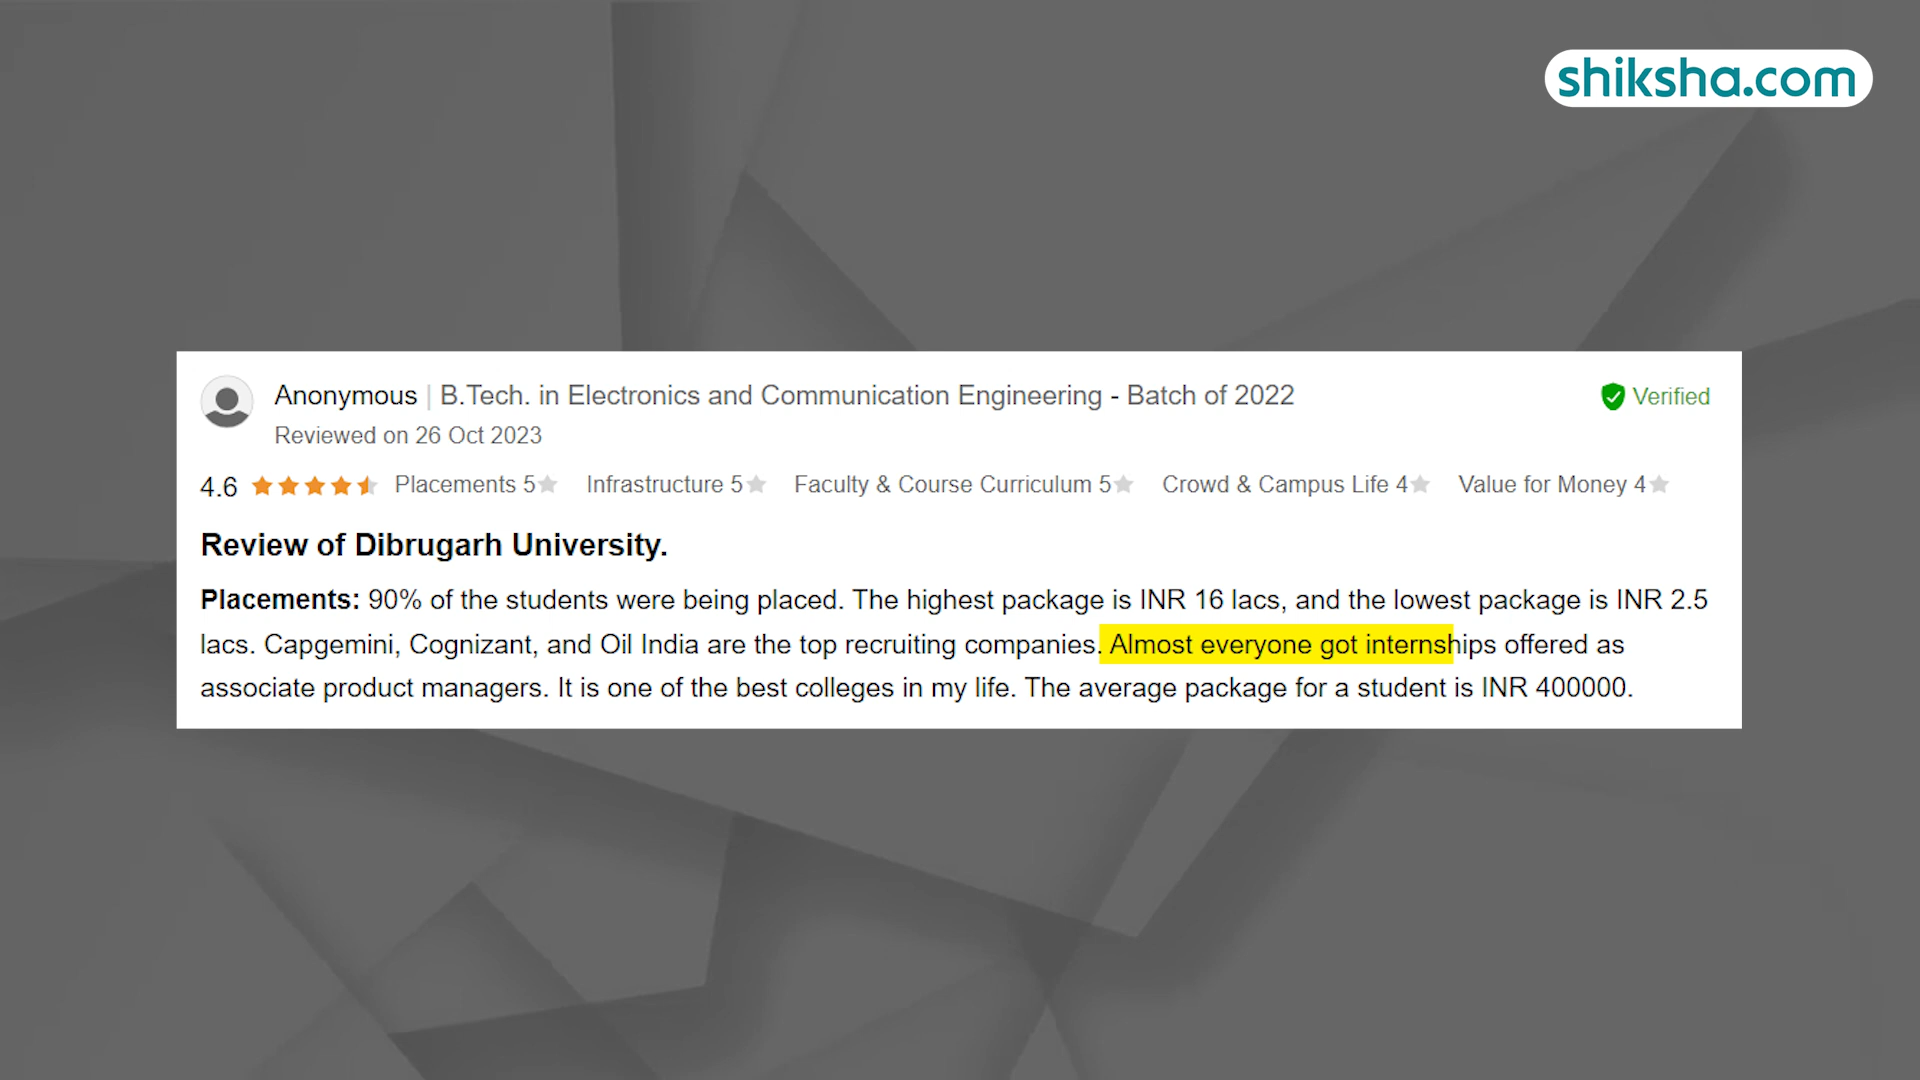 shiksha.com
Anonymous | B.Tech. in Electronics and Communication Engineering - Batch of 2022
Verified
Reviewed on 26 Oct 2023
4.6 Placements 5 Infrastructure 5 Faculty & Course Curriculum 5 Crowd & Campus Life 4 Value for Money 4
Review of Dibrugarh University.
Placements: 90% of the students were being placed. The highest package is INR 16 lacs, and the lowest package is INR 2.5
lacs. Capgemini, Cognizant, and Oil India are the top recruiting companies. Almost everyone got internships offered as
associate product managers. It is one of the best colleges in my life. The average package for a student is INR 400000.